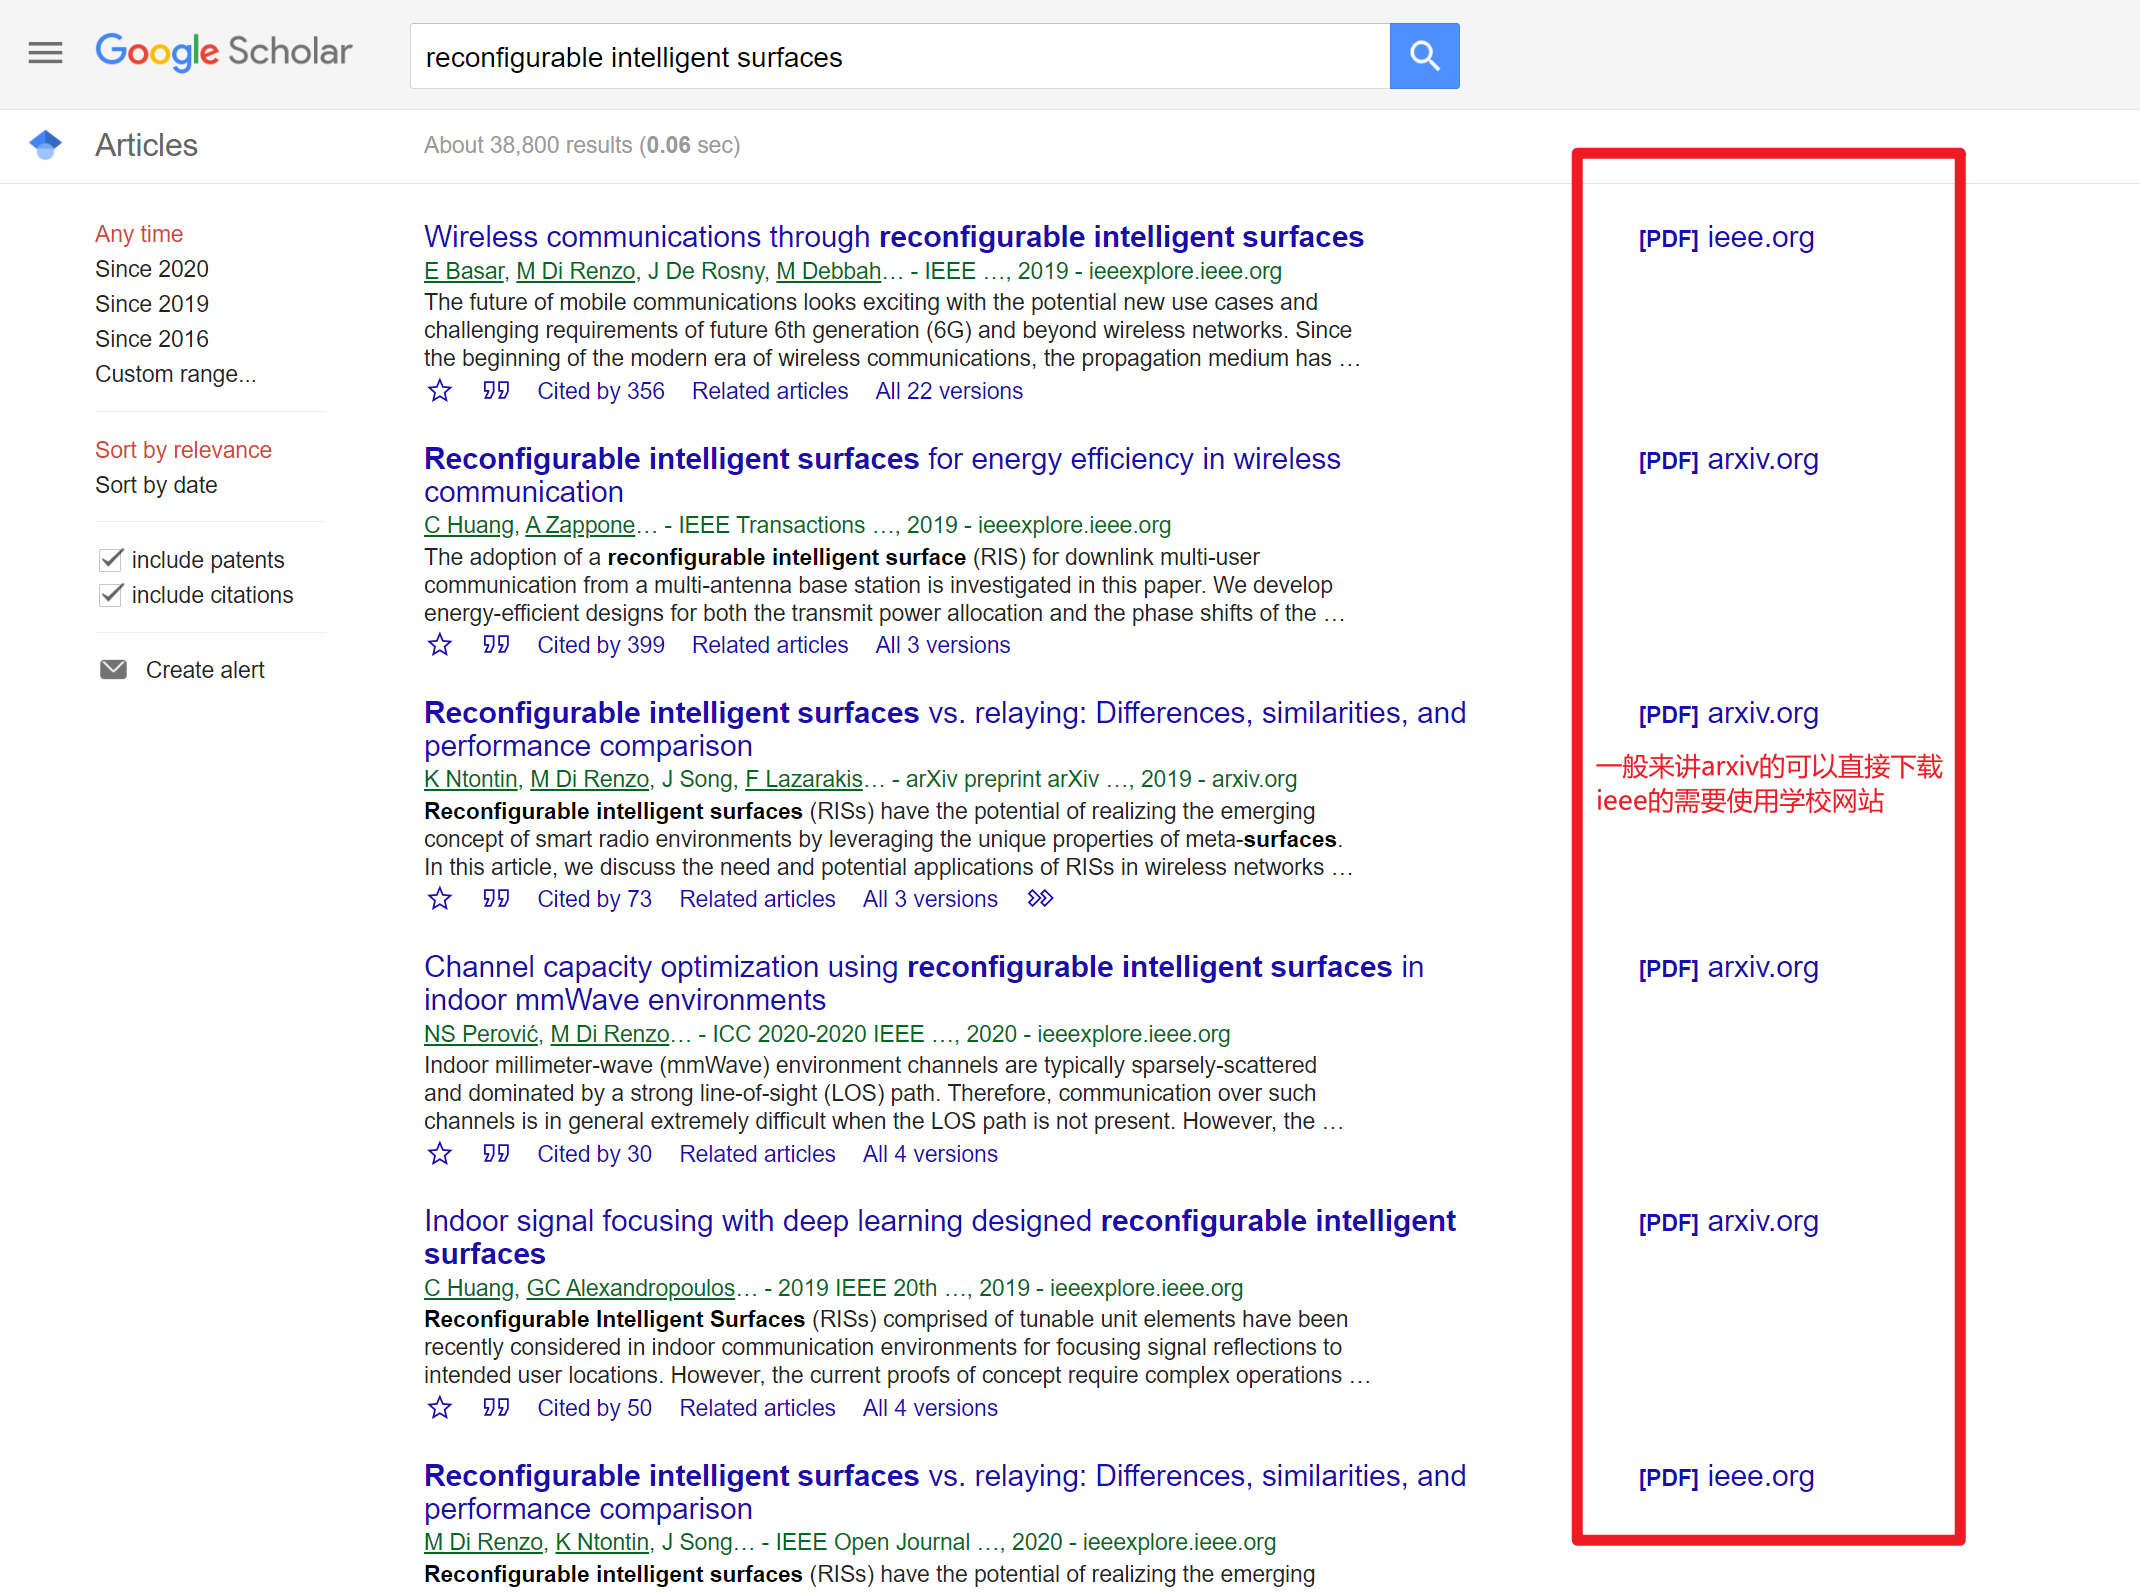 Google Scholar
reconfigurable intelligent surfaces
Articles
About 38,800 results (0.06 sec)
Any time
Since 2020
Since 2019
Since 2016
Custom range...
Sort by relevance
Sort by date
include patents
include citations
Create alert
Wireless communications through reconfigurable intelligent surfaces
[PDF] ieee.org
E Basar, M Di Renzo, J De Rosny, M Debbah… - IEEE …, 2019 - ieeexplore.ieee.org
The future of mobile communications looks exciting with the potential new use cases and
challenging requirements of future 6th generation (6G) and beyond wireless networks. Since
the beginning of the modern era of wireless communications, the propagation medium has …
Cited by 356 Related articles All 22 versions
Reconfigurable intelligent surfaces for energy efficiency in wireless
communication
[PDF] arxiv.org
C Huang, A Zappone… - IEEE Transactions …, 2019 - ieeexplore.ieee.org
The adoption of a reconfigurable intelligent surface (RIS) for downlink multi-user
communication from a multi-antenna base station is investigated in this paper. We develop
energy-efficient designs for both the transmit power allocation and the phase shifts of the …
Cited by 399 Related articles All 3 versions
Reconfigurable intelligent surfaces vs. relaying: Differences, similarities, and
performance comparison
[PDF] arxiv.org
一般来讲arxiv的可以直接下载
ieee的需要使用学校网站
K Ntontin, M Di Renzo, J Song, F Lazarakis… - arXiv preprint arXiv …, 2019 - arxiv.org
Reconfigurable intelligent surfaces (RISs) have the potential of realizing the emerging
concept of smart radio environments by leveraging the unique properties of meta-surfaces.
In this article, we discuss the need and potential applications of RISs in wireless networks …
Cited by 73 Related articles All 3 versions
Channel capacity optimization using reconfigurable intelligent surfaces in
indoor mmWave environments
[PDF] arxiv.org
NS Perović, M Di Renzo… - ICC 2020-2020 IEEE …, 2020 - ieeexplore.ieee.org
Indoor millimeter-wave (mmWave) environment channels are typically sparsely-scattered
and dominated by a strong line-of-sight (LOS) path. Therefore, communication over such
channels is in general extremely difficult when the LOS path is not present. However, the …
Cited by 30 Related articles All 4 versions
Indoor signal focusing with deep learning designed reconfigurable intelligent
surfaces
[PDF] arxiv.org
C Huang, GC Alexandropoulos… - 2019 IEEE 20th …, 2019 - ieeexplore.ieee.org
Reconfigurable Intelligent Surfaces (RISs) comprised of tunable unit elements have been
recently considered in indoor communication environments for focusing signal reflections to
intended user locations. However, the current proofs of concept require complex operations …
Cited by 50 Related articles All 4 versions
Reconfigurable intelligent surfaces vs. relaying: Differences, similarities, and
performance comparison
[PDF] ieee.org
M Di Renzo, K Ntontin, J Song… - IEEE Open Journal …, 2020 - ieeexplore.ieee.org
Reconfigurable intelligent surfaces (RISs) have the potential of realizing the emerging